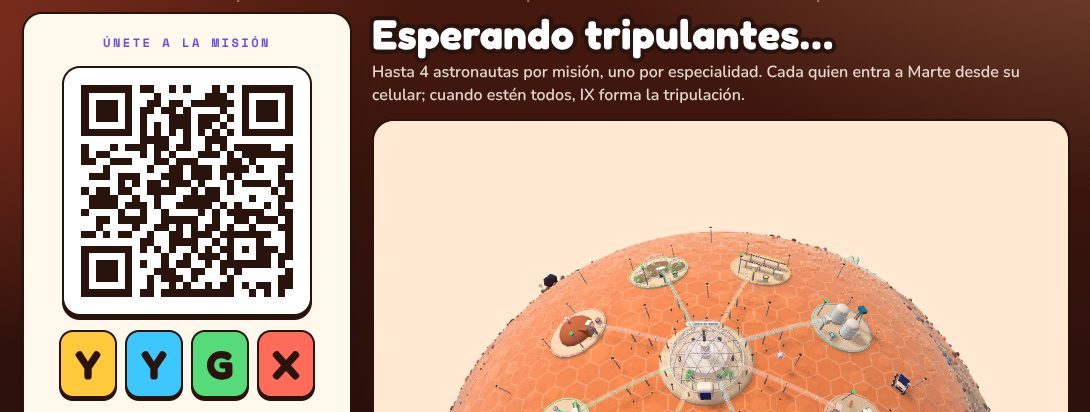 ÚNETE A LA MISIÓN
Y Y G X
Esperando tripulantes...
Hasta 4 astronautas por misión, uno por especialidad. Cada quien entra a Marte desde su
celular; cuando estén todos, IX forma la tripulación.